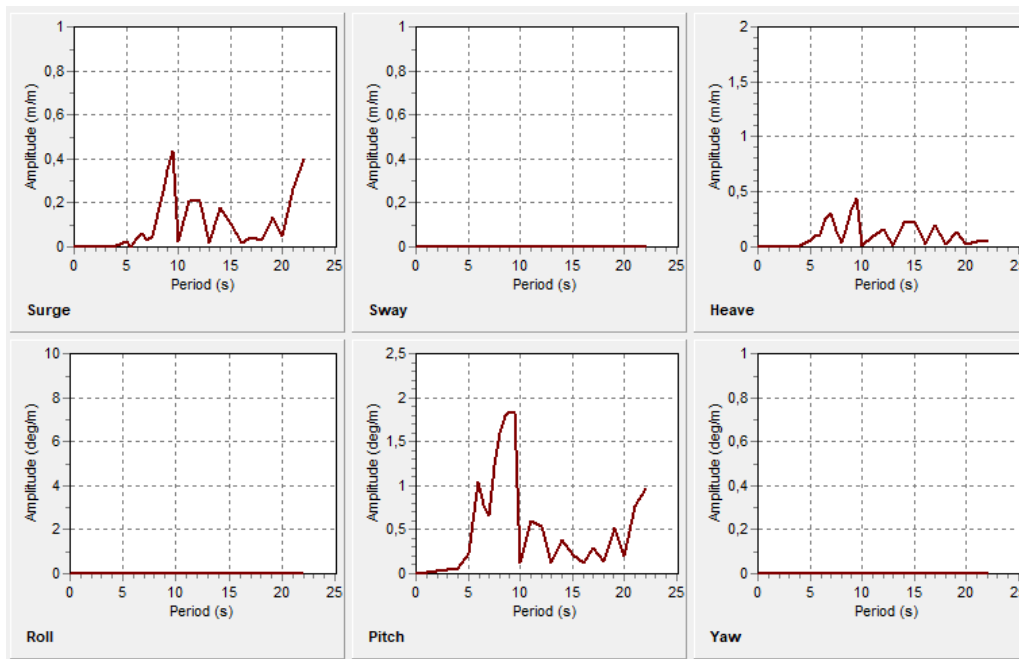 1
0,8
0,6
0,4
0,2
0
Amplitude (m/m)
0 5 10 15 20 25
Period (s)
Surge
1
0,8
0,6
0,4
0,2
0
Amplitude (m/m)
0 5 10 15 20 25
Period (s)
Sway
2
1,5
1
0,5
0
Amplitude (m/m)
0 5 10 15 20 25
Period (s)
Heave
10
8
6
4
2
0
Amplitude (deg/m)
0 5 10 15 20 25
Period (s)
Roll
2,5
2
1,5
1
0,5
0
Amplitude (deg/m)
0 5 10 15 20 25
Period (s)
Pitch
1
0,8
0,6
0,4
0,2
0
Amplitude (deg/m)
0 5 10 15 20 25
Period (s)
Yaw